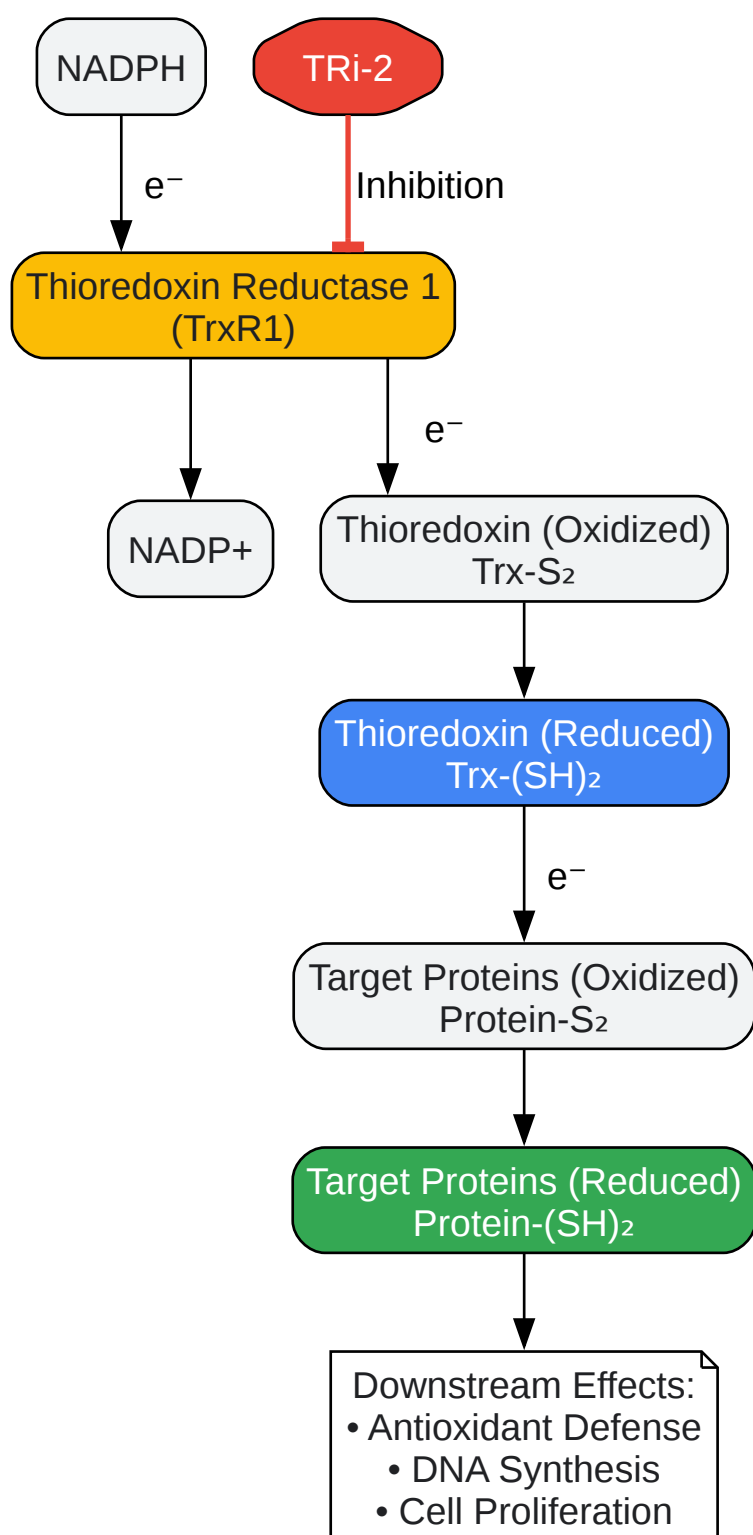 NADPH
TRi-2
e⁻
Inhibition
Thioredoxin Reductase 1
(TrxR1)
e⁻
NADP+
Thioredoxin (Oxidized)
Trx-S₂
Thioredoxin (Reduced)
Trx-(SH)₂
e⁻
Target Proteins (Oxidized)
Protein-S₂
Target Proteins (Reduced)
Protein-(SH)₂
Downstream Effects:
• Antioxidant Defense
• DNA Synthesis
• Cell Proliferation